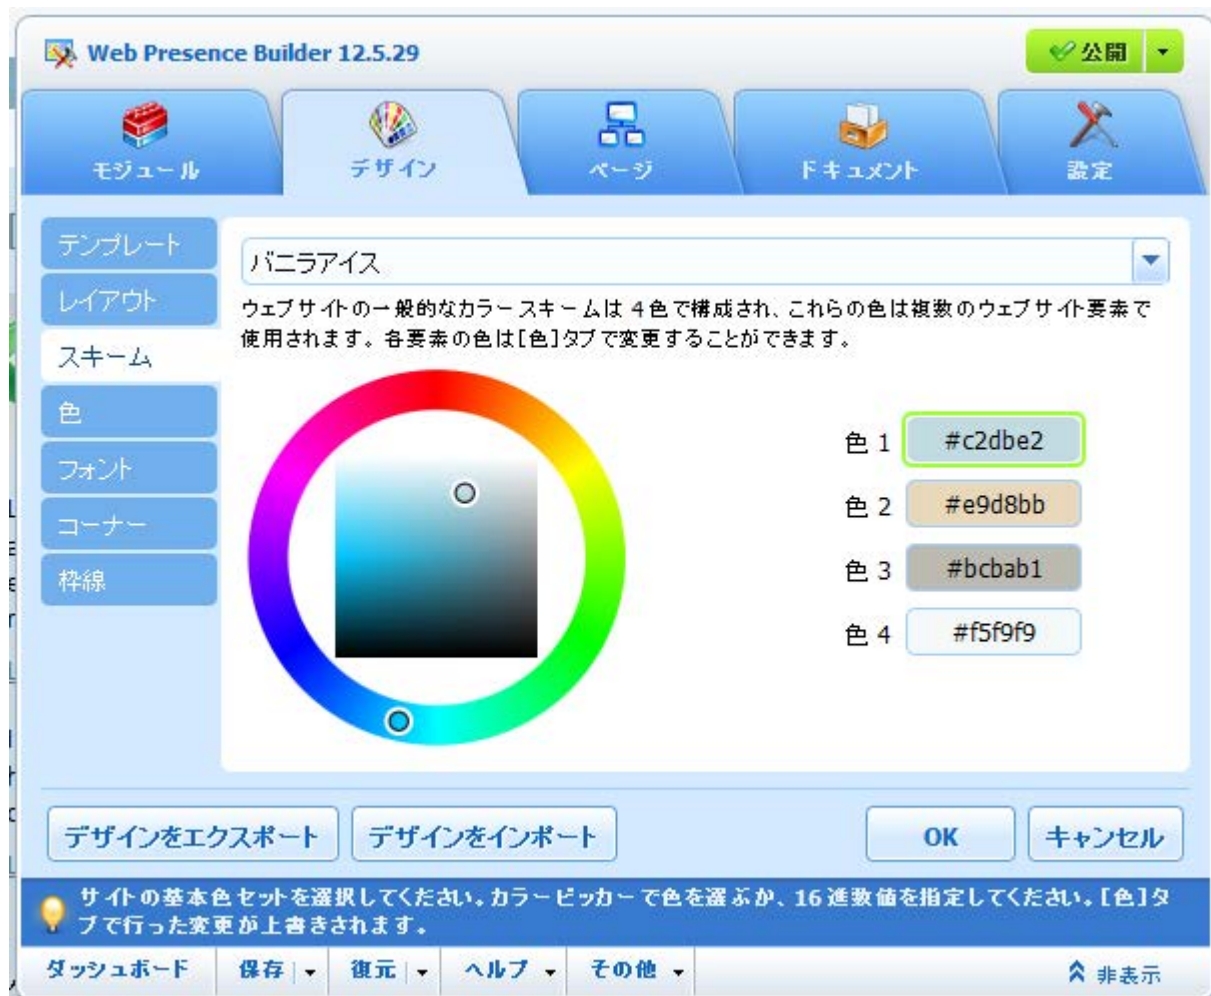 Web Presence Builder 12.5.29
公開
モジュール
デザイン
ページ
ドキュメント
設定
テンプレート
レイアウト
スキーム
色
フォント
コーナー
枠線
バニラアイス
ウェブサイトの一般的なカラースキームは 4色で構成され、これらの色は複数のウェブサイト要素で
使用されます。各要素の色は[色]タブで変更することができます。
色 1 #c2dbe2
色 2 #e9d8bb
色 3 #bcbab1
色 4 #f5f9f9
デザインをエクスポート
デザインをインポート
OK
キャンセル
サイトの基本色セットを選択してください。カラーピッカーで色を選ぶか、16進数値を指定してください。[色]タ
ブで行った変更が上書きされます。
ダッシュボード
保存
復元
ヘルプ
その他
非表示